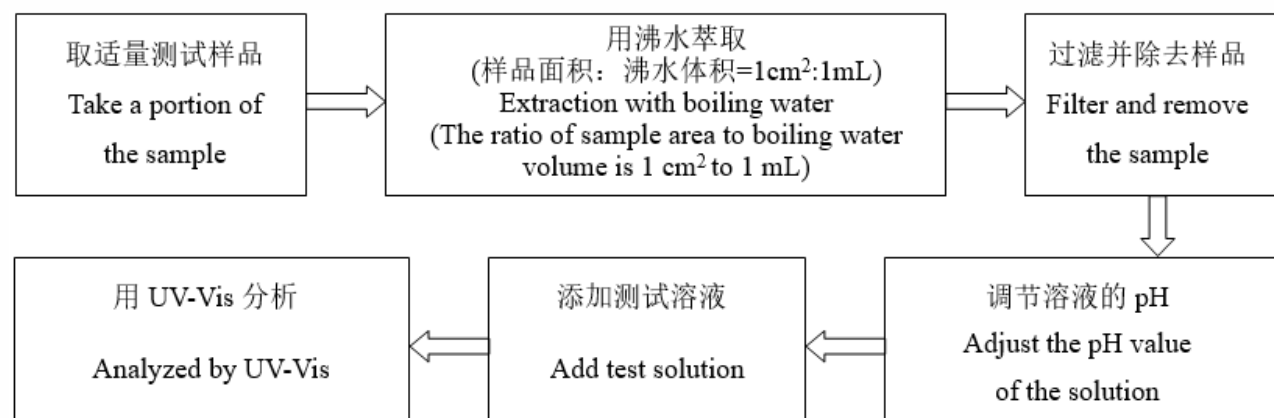 取适量测试样品
Take a portion of
the sample
用沸水萃取
(样品面积：沸水体积=1cm²:1mL)
Extraction with boiling water
(The ratio of sample area to boiling water
volume is 1 cm² to 1 mL)
过滤并除去样品
Filter and remove
the sample
调节溶液的 pH
Adjust the pH value
of the solution
添加测试溶液
Add test solution
用 UV-Vis 分析
Analyzed by UV-Vis